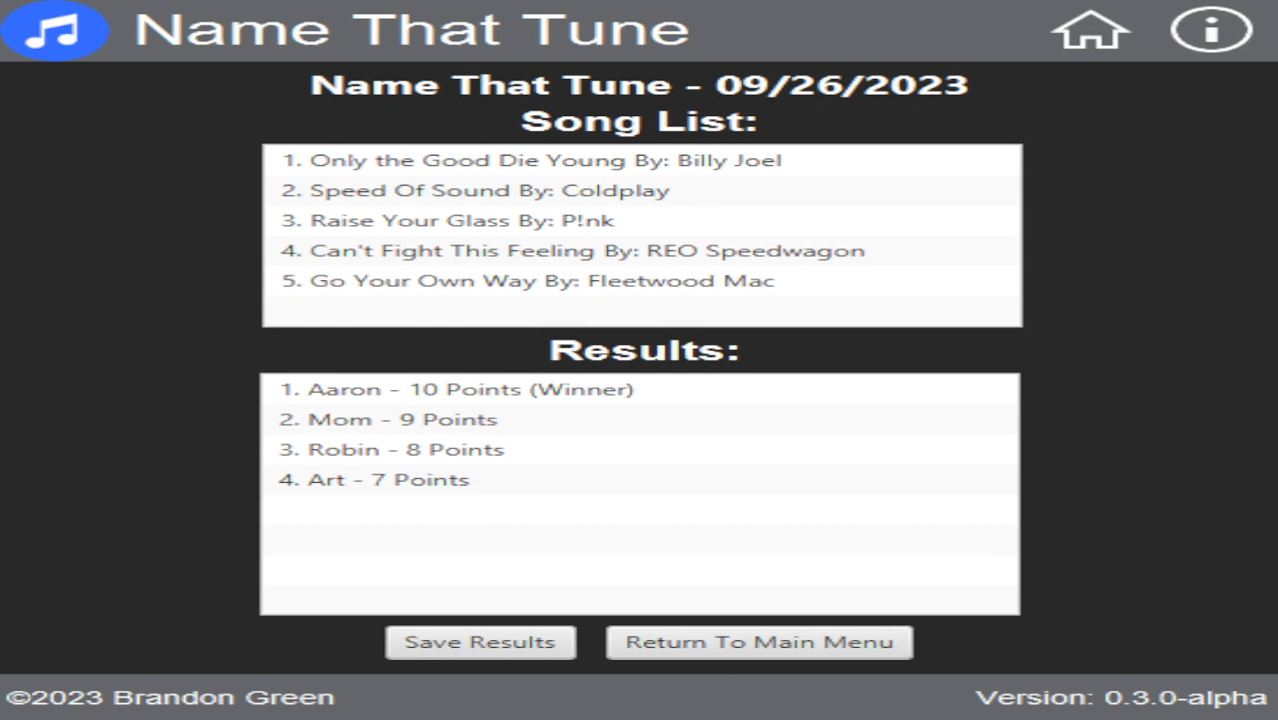 Name That Tune
Name That Tune - 09/26/2023
Song List:
1. Only the Good Die Young By: Billy Joel
2. Speed Of Sound By: Coldplay
3. Raise Your Glass By: P!nk
4. Can't Fight This Feeling By: REO Speedwagon
5. Go Your Own Way By: Fleetwood Mac
Results:
1. Aaron - 10 Points (Winner)
2. Mom - 9 Points
3. Robin - 8 Points
4. Art - 7 Points
Save Results
Return To Main Menu
©2023 Brandon Green
Version: 0.3.0-alpha